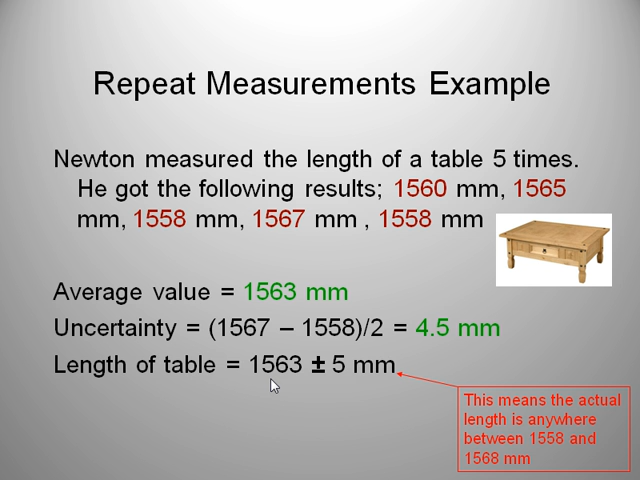 Repeat Measurements Example
Newton measured the length of a table 5 times.
He got the following results; 1560 mm, 1565
mm, 1558 mm, 1567 mm , 1558 mm
Average value = 1563 mm
Uncertainty = (1567 – 1558)/2 = 4.5 mm
Length of table = 1563 ± 5 mm
This means the actual
length is anywhere
between 1558 and
1568 mm